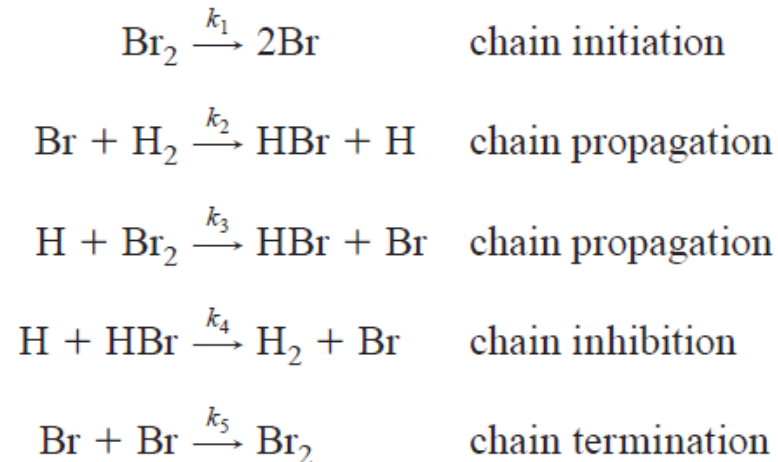 Br₂ —k₁→ 2Br chain initiation
Br + H₂ —k₂→ HBr + H chain propagation
H + Br₂ —k₃→ HBr + Br chain propagation
H + HBr —k₄→ H₂ + Br chain inhibition
Br + Br —k₅→ Br₂ chain termination